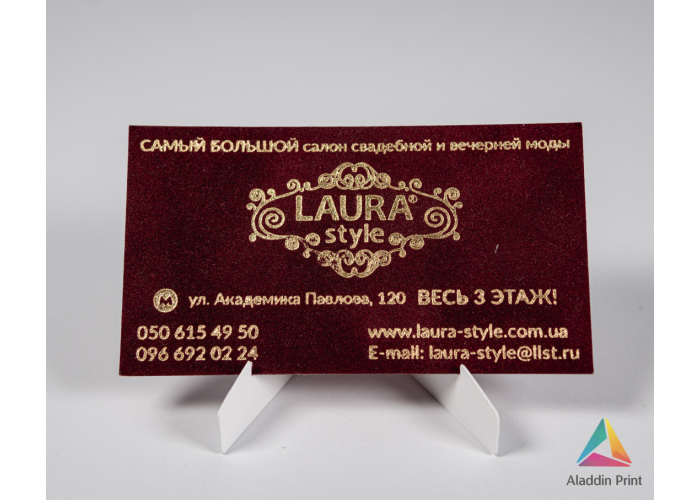 САМЫЙ БОЛЬШОЙ салон свадебной и вечерней моды
LAURA®
style
М ул. Академика Павлова, 120 ВЕСЬ 3 ЭТАЖ!
050 615 49 50
www.laura-style.com.ua
096 692 02 24
E-mail: laura-style@list.ru
Aladdin Print